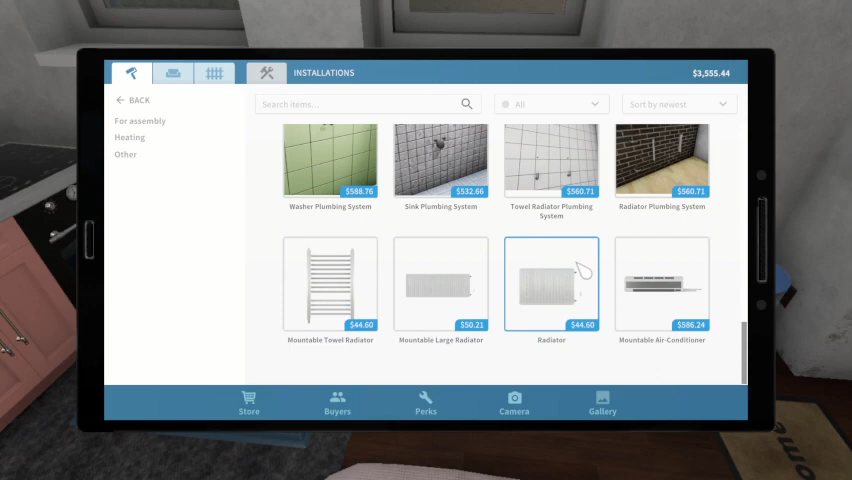 INSTALLATIONS
$3,555.44
BACK
For assembly
Heating
Other
Search items...
All
Sort by newest
$588.76
$532.66
$560.71
$560.71
Washer Plumbing System
Sink Plumbing System
Towel Radiator Plumbing
System
Radiator Plumbing System
$44.60
$50.21
$44.60
$586.24
Mountable Towel Radiator
Mountable Large Radiator
Radiator
Mountable Air-Conditioner
Store
Buyers
Perks
Camera
Gallery
ome